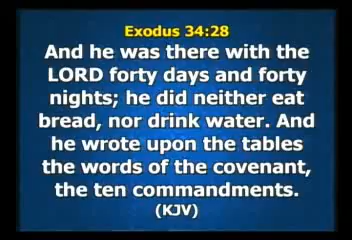 Exodus 34:28
And he was there with the
LORD forty days and forty
nights; he did neither eat
bread, nor drink water. And
he wrote upon the tables
the words of the covenant,
the ten commandments.
(KJV)